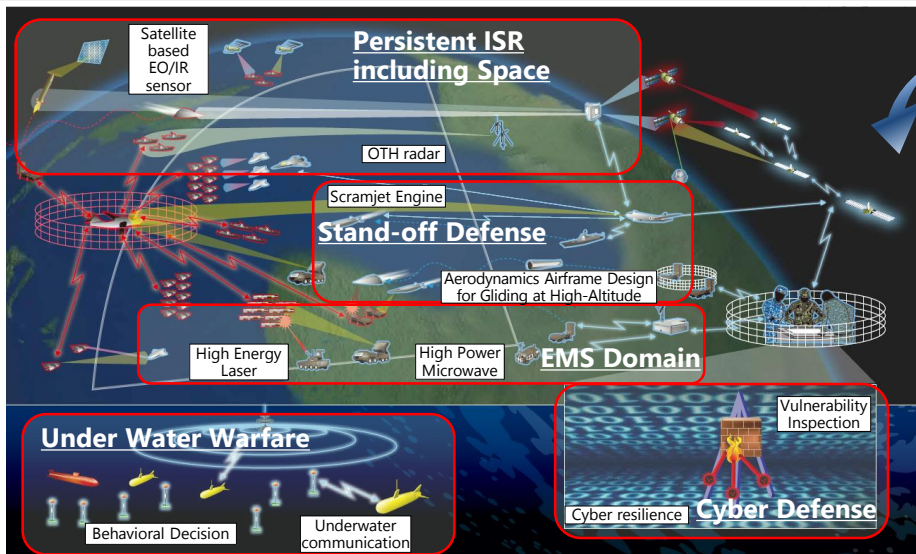 Satellite
based
EO/IR
sensor
Persistent ISR
including Space
OTH radar
Scramjet Engine
Stand-off Defense
Aerodynamics Airframe Design
for Gliding at High-Altitude
High Energy
Laser
High Power
Microwave
EMS Domain
Under Water Warfare
Behavioral Decision
Underwater
communication
Vulnerability
Inspection
Cyber resilience
Cyber Defense